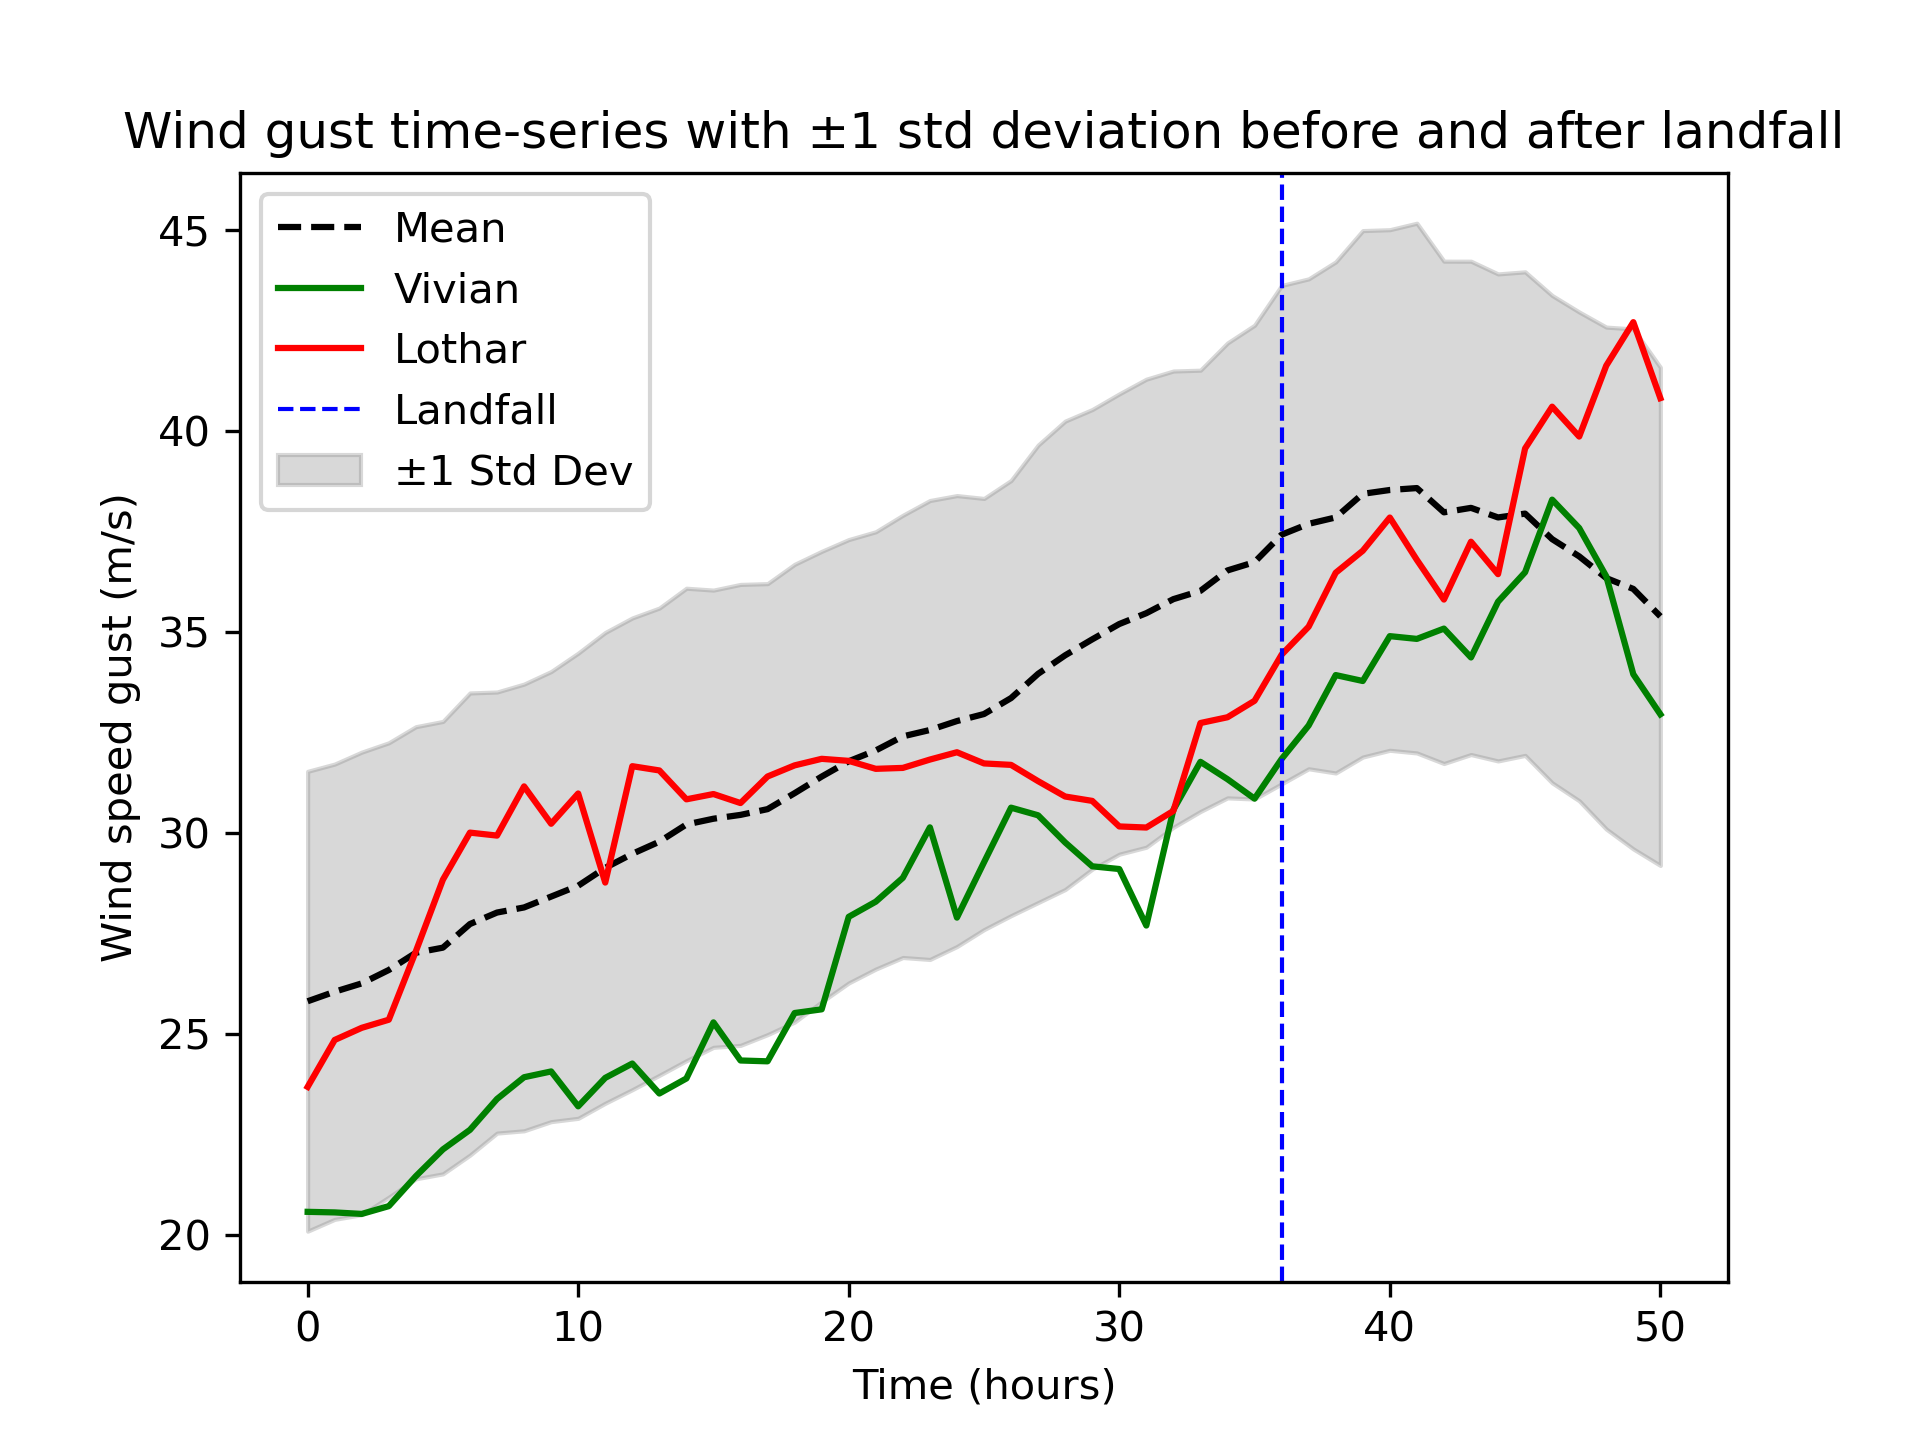 Wind gust time-series with ±1 std deviation before and after landfall
Mean
Vivian
Lothar
Landfall
±1 Std Dev
Wind speed gust (m/s)
45
40
35
30
25
20
0 10 20 30 40 50
Time (hours)